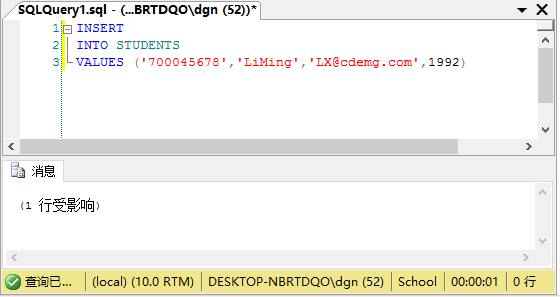 SQLQuery1.sql - (...BRTDQO\dgn (52))*
1 INSERT
2 INTO STUDENTS
3 VALUES ('700045678','LiMing','LX@cdemg.com',1992)
消息
(1 行受影响)
查询已... (local) (10.0 RTM) DESKTOP-NBRTDQO\dgn (52) School 00:00:01 0 行